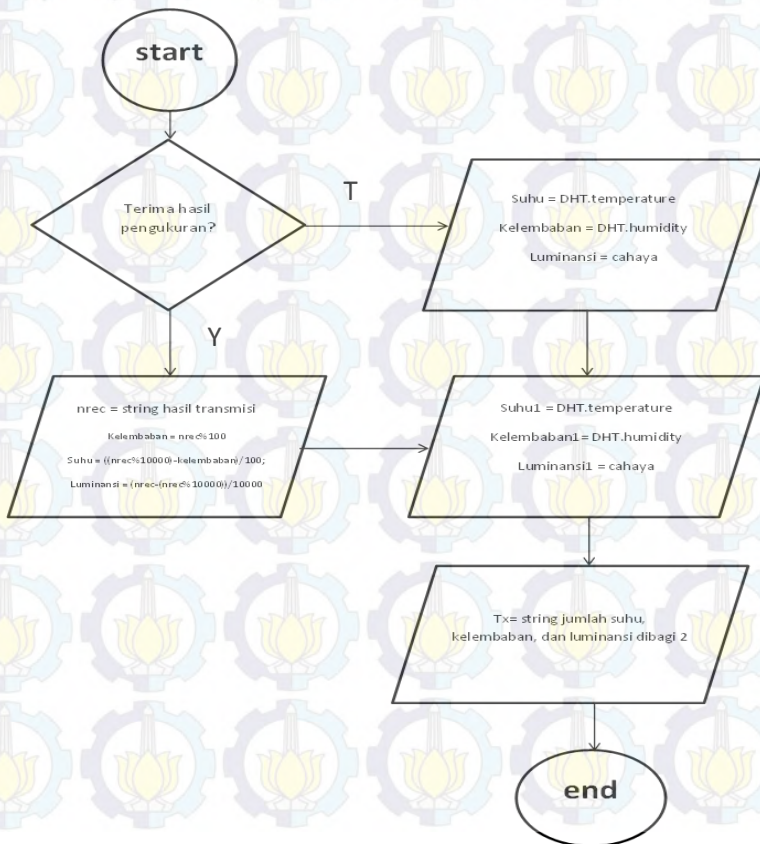 start
Terima hasil
pengukuran?
T
Suhu = DHT.temperature
Kelembaban = DHT.humidity
Luminansi = cahaya
Y
nrec = string hasil transmisi
Kelembaban = nrec%100
Suhu = ((nrec%10000)-kelembaban)/100;
Luminansi = (nrec-(nrec%10000))/10000
Suhu1 = DHT.temperature
Kelembaban1= DHT.humidity
Luminansi1 = cahaya
Tx= string jumlah suhu,
kelembaban, dan luminansi dibagi 2
end